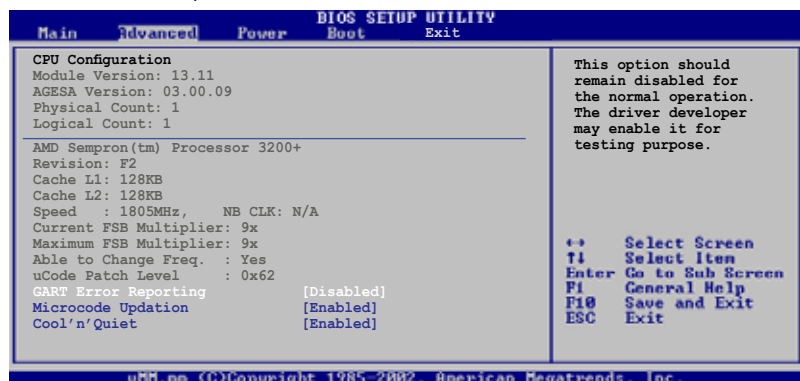 BIOS SETUP UTILITY
Main Advanced Power Boot Exit
CPU Configuration
Module Version: 13.11
AGESA Version: 03.00.09
Physical Count: 1
Logical Count: 1
AMD Sempron(tm) Processor 3200+
Revision: F2
Cache L1: 128KB
Cache L2: 128KB
Speed : 1805MHz, NB CLK: N/A
Current FSB Multiplier: 9x
Maximum FSB Multiplier: 9x
Able to Change Freq. : Yes
uCode Patch Level : 0x62
GART Error Reporting [Disabled]
Microcode Updation [Enabled]
Cool'n'Quiet [Enabled]
This option should
remain disabled for
the normal operation.
The driver developer
may enable it for
testing purpose.
↔ Select Screen
↑↓ Select Item
Enter Go to Sub Screen
F1 General Help
F10 Save and Exit
ESC Exit
(C)Copyright 1985-2002, American Megatrends, Inc.